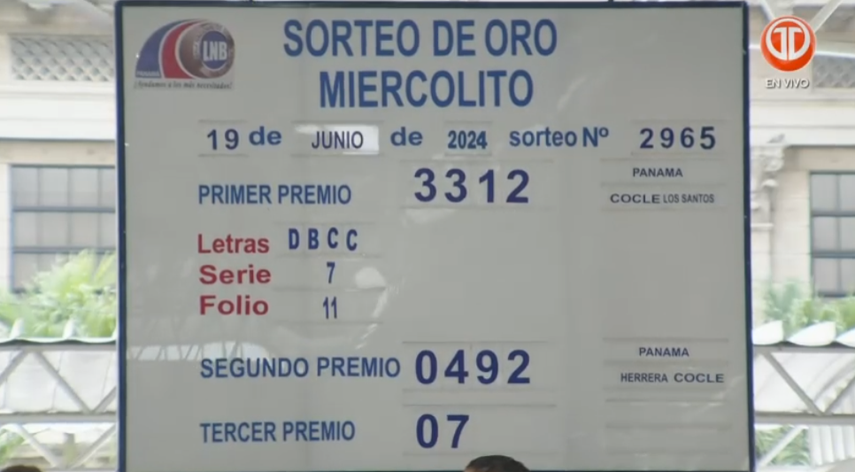 LNB
PANAMA
¡Ayudamos a los más necesitados!
SORTEO DE ORO
MIERCOLITO
EN VIVO
19 de JUNIO de 2024 sorteo Nº 2965
PRIMER PREMIO 3312 PANAMA
COCLE LOS SANTOS
Letras D B C C
Serie 7
Folio 11
SEGUNDO PREMIO 0492 PANAMA
HERRERA COCLE
TERCER PREMIO 07